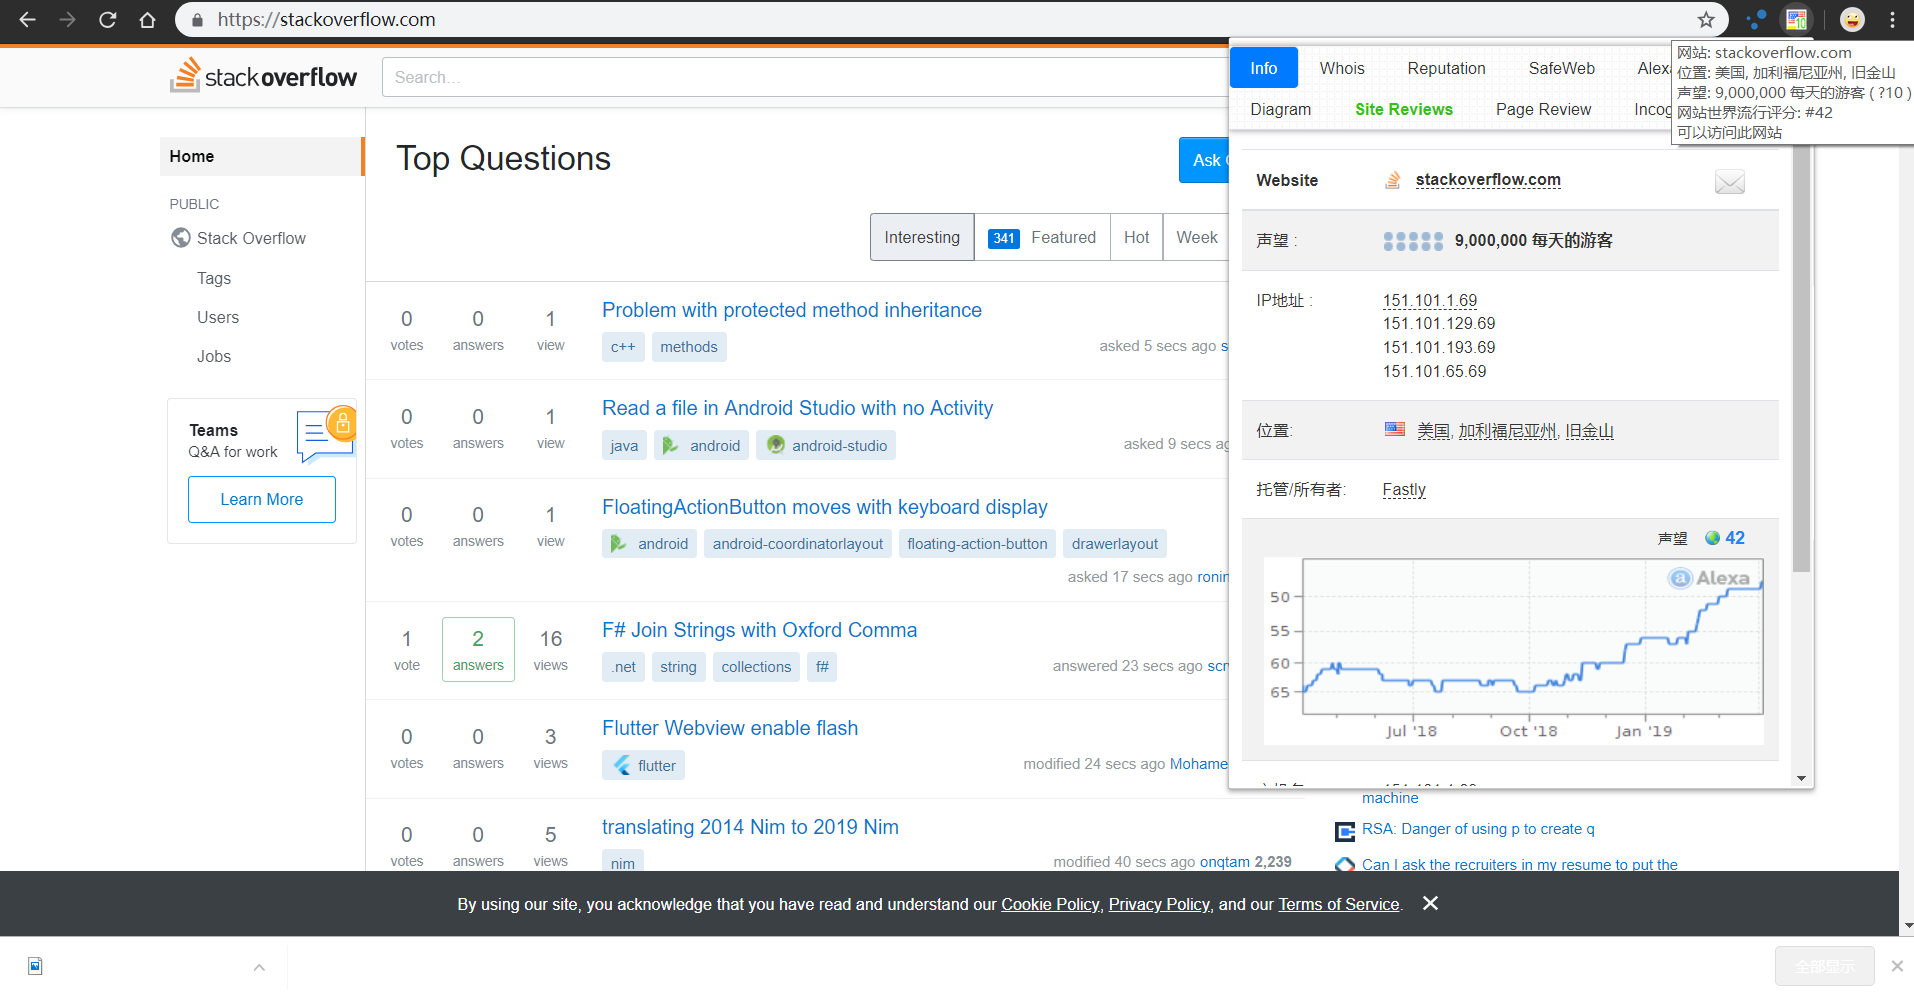 https://stackoverflow.com
stackoverflow
Search...
Home
PUBLIC
Stack Overflow
Tags
Users
Jobs
Teams
Q&A for work
Learn More
Top Questions
Ask
Interesting
341 Featured
Hot
Week
0 votes
0 answers
1 view
Problem with protected method inheritance
c++ methods
asked 5 secs ago
0 votes
0 answers
1 view
Read a file in Android Studio with no Activity
java android android-studio
asked 9 secs
0 votes
0 answers
1 view
FloatingActionButton moves with keyboard display
android android-coordinatorlayout floating-action-button drawerlayout
asked 17 secs ago ronin
1 vote
2 answers
16 views
F# Join Strings with Oxford Comma
.net string collections f#
answered 23 secs ago
0 votes
0 answers
3 views
Flutter Webview enable flash
flutter
modified 24 secs ago Mohame
0 votes
0 answers
5 views
translating 2014 Nim to 2019 Nim
nim
modified 40 secs ago onqtam 2,239
Info Whois Reputation SafeWeb Alexa
Diagram Site Reviews Page Review Incog
网站: stackoverflow.com
位置: 美国, 加利福尼亚州, 旧金山
声望: 9,000,000 每天的游客 ( ?10 )
网站世界流行评分: #42
可以访问此网站
Website stackoverflow.com
声望 : 9,000,000 每天的游客
IP地址 : 151.101.1.69
151.101.129.69
151.101.193.69
151.101.65.69
位置: 美国, 加利福尼亚州, 旧金山
托管/所有者: Fastly
声望 42
a Alexa
50
55
60
65
Jul '18 Oct '18 Jan '19
machine
RSA: Danger of using p to create q
Can I ask the recruiters in my resume to put the
By using our site, you acknowledge that you have read and understand our Cookie Policy, Privacy Policy, and our Terms of Service.
全部显示